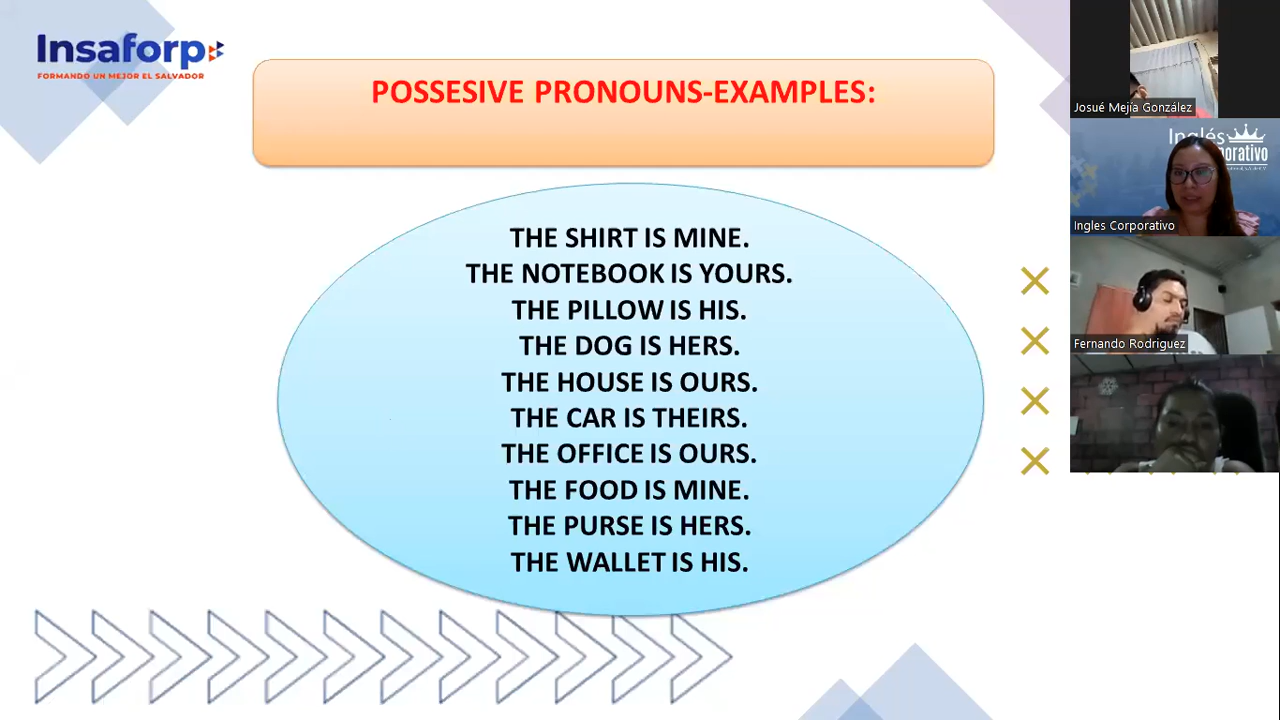 Insaforp
FORMANDO UN MEJOR EL SALVADOR
POSSESIVE PRONOUNS-EXAMPLES:
THE SHIRT IS MINE.
THE NOTEBOOK IS YOURS.
THE PILLOW IS HIS.
THE DOG IS HERS.
THE HOUSE IS OURS.
THE CAR IS THEIRS.
THE OFFICE IS OURS.
THE FOOD IS MINE.
THE PURSE IS HERS.
THE WALLET IS HIS.
Josué Mejía González
Inglés
Ingles Corporativo
Fernando Rodriguez